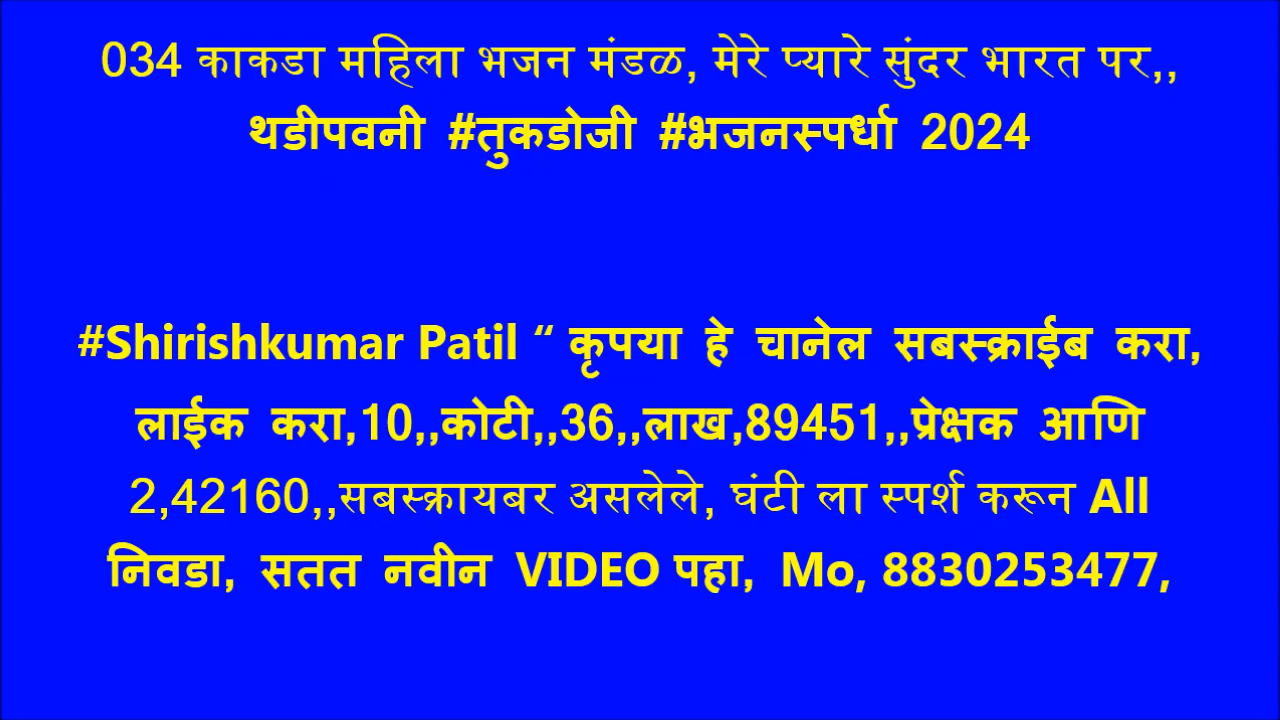 034 काकडा महिला भजन मंडळ, मेरे प्यारे सुंदर भारत पर,,
थडीपवनी #तुकडोजी #भजनस्पर्धा 2024
#Shirishkumar Patil “ कृपया हे चानेल सबस्क्राईब करा,
लाईक करा,10,,कोटी,,36,,लाख,89451,,प्रेक्षक आणि
2,42160,,सबस्क्रायबर असलेले, घंटी ला स्पर्श करून All
निवडा, सतत नवीन VIDEO पहा, Mo, 8830253477,